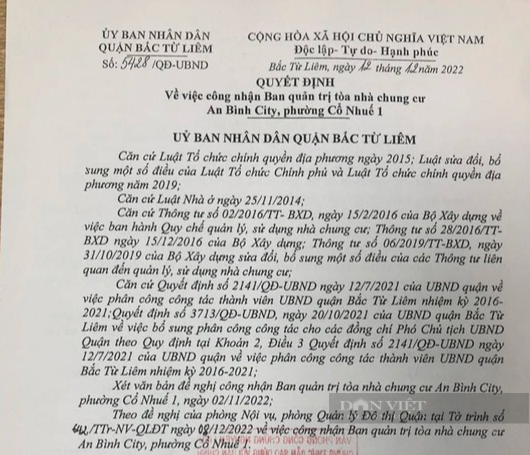 ỦY BAN NHÂN DÂN
QUẬN BẮC TỪ LIÊM
Số: 5428/QĐ-UBND
CỘNG HÒA XÃ HỘI CHỦ NGHĨA VIỆT NAM
Độc lập- Tự do- Hạnh phúc
Bắc Từ Liêm, ngày 12 tháng 12 năm 2022
QUYẾT ĐỊNH
Về việc công nhận Ban quản trị tòa nhà chung cư
An Bình City, phường Cổ Nhuế 1
UỶ BAN NHÂN DÂN QUẬN BẮC TỪ LIÊM
Căn cứ Luật Tổ chức chính quyền địa phương ngày 2015; Luật sửa đổi, bổ
sung một số điều của Luật Tổ chức Chính phủ và Luật Tổ chức chính quyền địa
phương năm 2019;
Căn cứ Luật Nhà ở ngày 25/11/2014;
Căn cứ Thông tư số 02/2016/TT- BXD, ngày 15/2/2016 của Bộ Xây dựng về
việc ban hành Quy chế quản lý, sử dụng nhà chung cư; Thông tư số 28/2016/TT-
BXD ngày 15/12/2016 của Bộ Xây dựng; Thông tư số 06/2019/TT-BXD, ngày
31/10/2019 của Bộ Xây dựng sửa đổi, bổ sung một số điều của các Thông tư liên
quan đến quản lý, sử dụng nhà chung cư;
Căn cứ Quyết định số 2141/QĐ-UBND ngày 12/7/2021 của UBND quận về
việc phân công công tác thành viên UBND quận Bắc Từ Liêm nhiệm kỳ 2016-
2021;Quyết định số 3713/QĐ-UBND, ngày 20/10/2021 của UBND quận Bắc Từ
Liêm về việc bổ sung phân công công tác cho các đồng chí Phó Chủ tịch UBND
Quận theo Quy định tại Khoản 2, Điều 3 Quyết định số 2141/QĐ-UBND ngày
12/7/2021 của UBND quận về việc phân công công tác thành viên UBND quận
Bắc Từ Liêm nhiệm kỳ 2016-2021;
Xét văn bản đề nghị công nhận Ban quản trị tòa nhà chung cư An Bình City,
phường Cổ Nhuế 1, ngày 02/11/2022;
DÂN VIỆT
Theo đề nghị của phòng Nội vụ, phòng Quản lý Đô thị Quận tại Tờ trình số
/TTr-NV-QLĐT ngày 08/12/2022 về việc công nhận Ban quản trị tòa nhà chung cư
An Bình City, phường Cổ Nhuế 1.
VĂN PHÒNG CÔNG CHỨNG